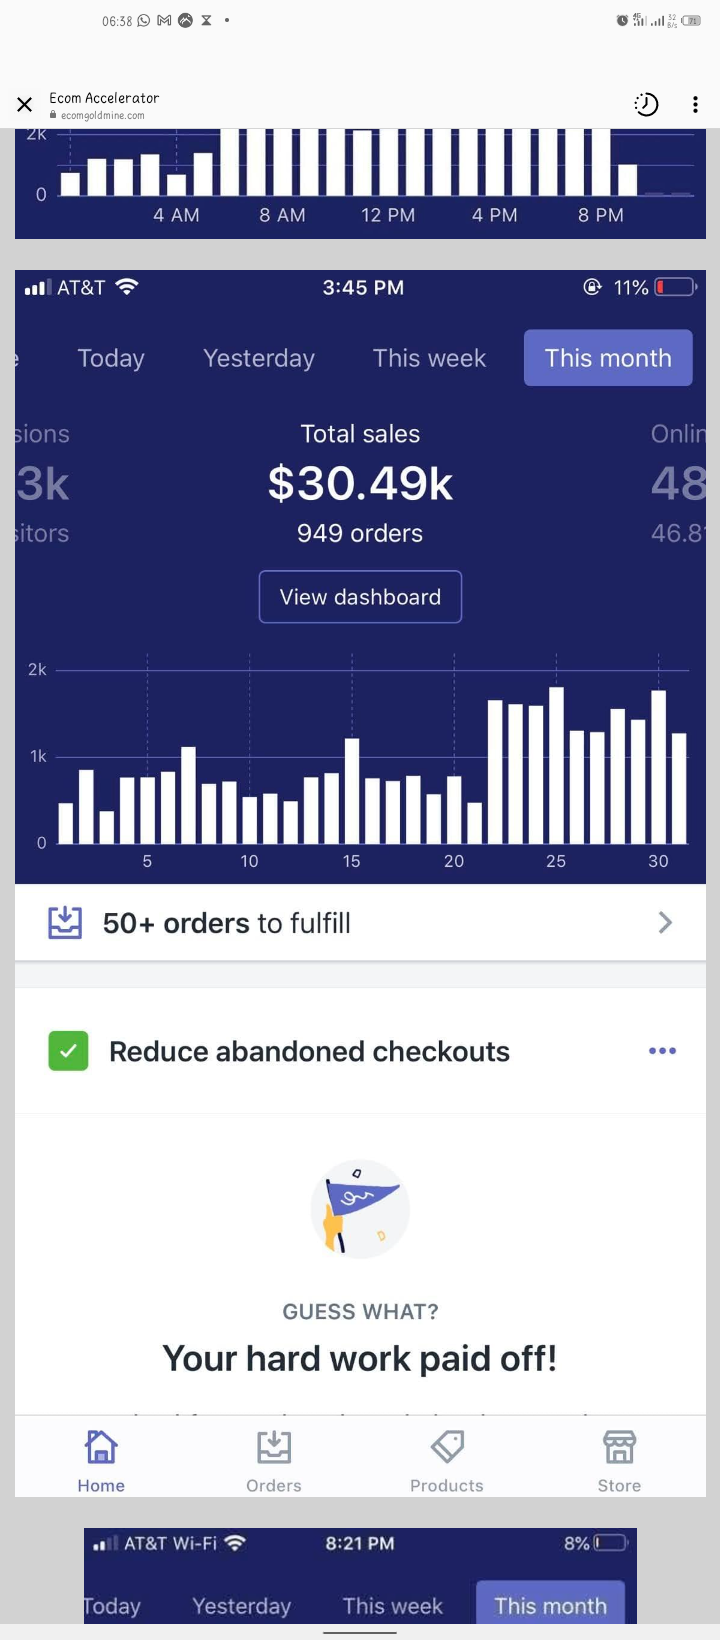 06:38
4G 32 B/s 71
Ecom Accelerator
ecomgoldmine.com
2k
0
4 AM 8 AM 12 PM 4 PM 8 PM
AT&T 3:45 PM 11%
e Today Yesterday This week This month
sions Total sales Onlin
3k $30.49k 48
sitors 949 orders 46.8
View dashboard
2k
1k
0
5 10 15 20 25 30
50+ orders to fulfill
Reduce abandoned checkouts
GUESS WHAT?
Your hard work paid off!
Home Orders Products Store
AT&T Wi-Fi 8:21 PM 8%
Today Yesterday This week This month